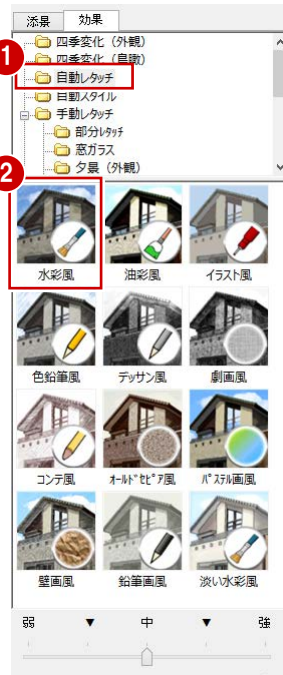 添景 効果
四季変化（外観）
1
四季変化（鳥瞰）
自動レタッチ
自動スタイル
手動レタッチ
部分ﾚﾀｯﾁ
窓ガラス
2
夕景（外観）
水彩風 油彩風 イラスト風
色鉛筆風 デッサン風 劇画風
コンテ風 ｵｰﾙﾄﾞｾﾋﾟｱ風 ﾊﾟｽﾃﾙ画風
壁画風 鉛筆画風 淡い水彩風
弱 ▼ 中 ▼ 強